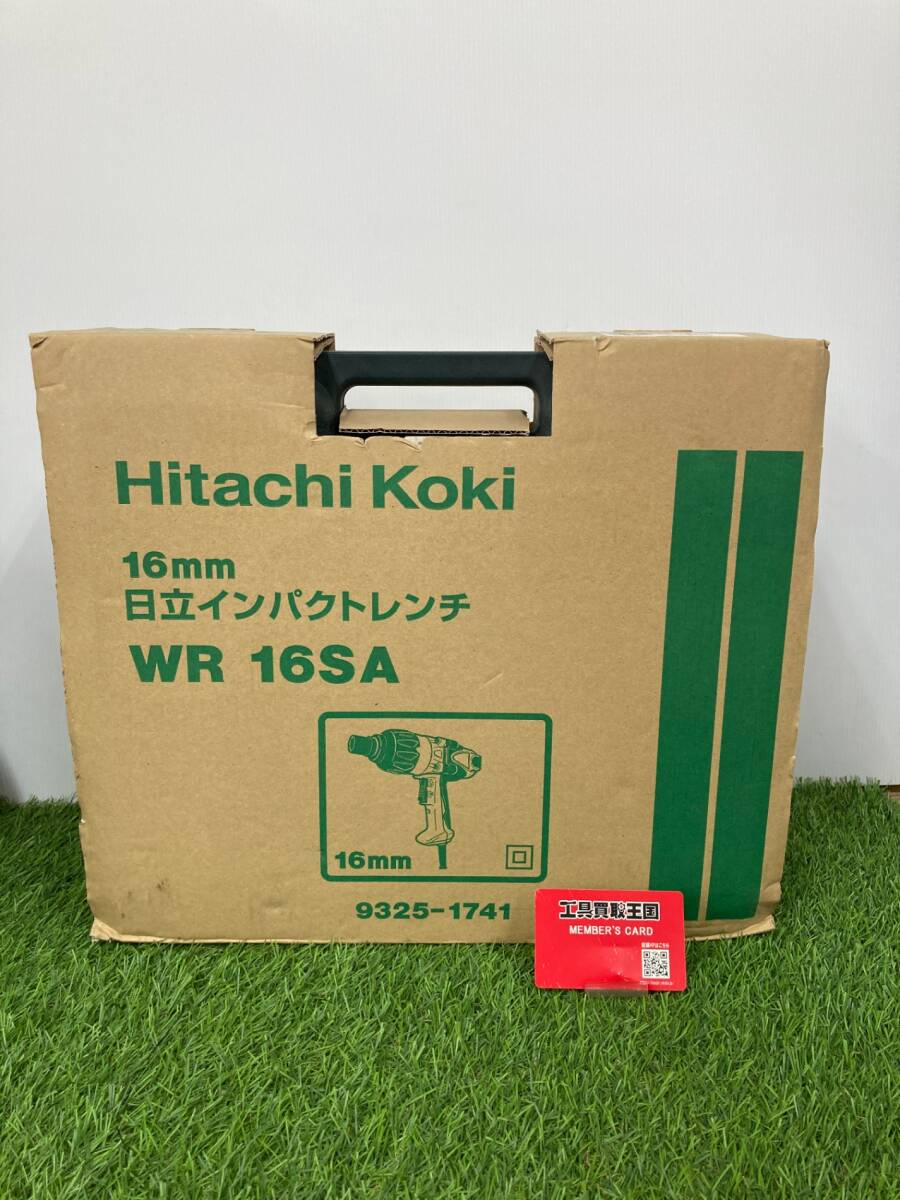 Hitachi Koki
16mm
日立インパクトレンチ
WR 16SA
16mm
9325-1741
工具買取王国
MEMBER'S CARD